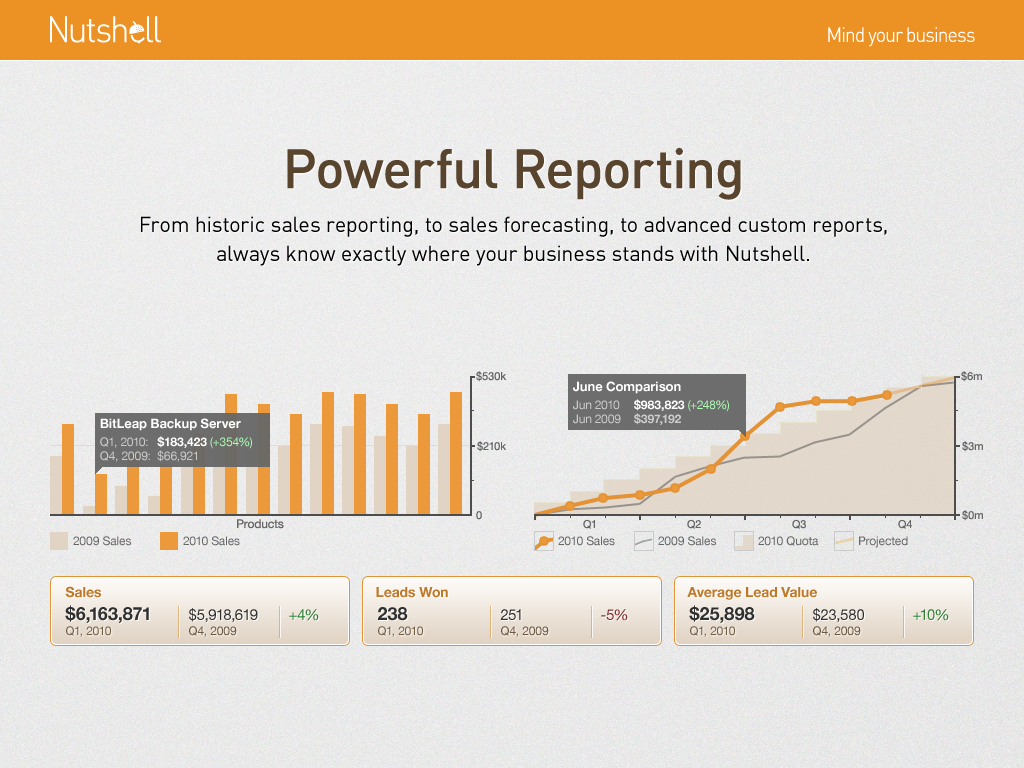 Nutshell
Mind your business
Powerful Reporting
From historic sales reporting, to sales forecasting, to advanced custom reports,
always know exactly where your business stands with Nutshell.
$530k
$210k
0
BitLeap Backup Server
Q1, 2010: $183,423 (+354%)
Q4, 2009: $66,921
Products
2009 Sales
2010 Sales
$6m
$3m
$0m
June Comparison
Jun 2010 $983,823 (+248%)
Jun 2009 $397,192
Q1 Q2 Q3 Q4
2010 Sales 2009 Sales 2010 Quota Projected
Sales
$6,163,871 $5,918,619 +4%
Q1, 2010 Q4, 2009
Leads Won
238 251 -5%
Q1, 2010 Q4, 2009
Average Lead Value
$25,898 $23,580 +10%
Q1, 2010 Q4, 2009